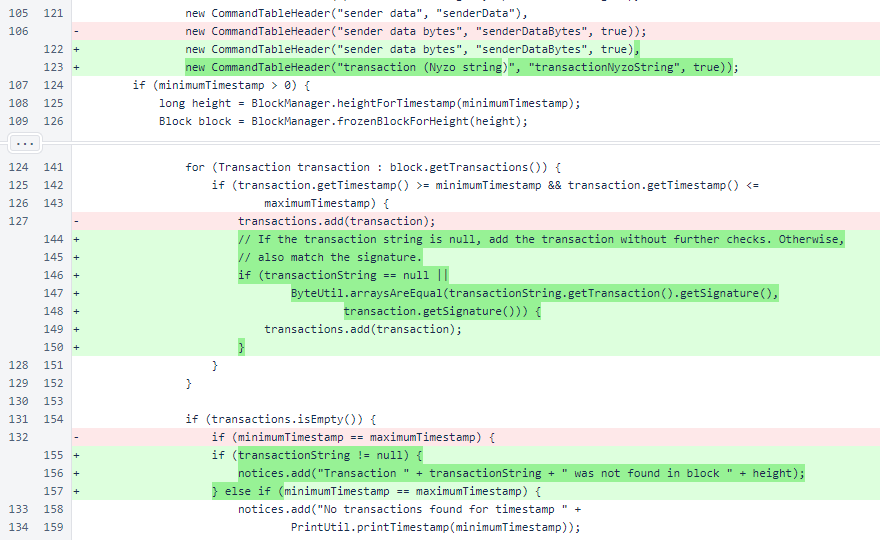 105 121 new CommandTableHeader("sender data", "senderData"),
106 - new CommandTableHeader("sender data bytes", "senderDataBytes", true));
122 + new CommandTableHeader("sender data bytes", "senderDataBytes", true),
123 + new CommandTableHeader("transaction (Nyzo string)", "transactionNyzoString", true));
107 124 if (minimumTimestamp > 0) {
108 125 long height = BlockManager.heightForTimestamp(minimumTimestamp);
109 126 Block block = BlockManager.frozenBlockForHeight(height);
...
124 141 for (Transaction transaction : block.getTransactions()) {
125 142 if (transaction.getTimestamp() >= minimumTimestamp && transaction.getTimestamp() <=
126 143 maximumTimestamp) {
127 - transactions.add(transaction);
144 + // If the transaction string is null, add the transaction without further checks. Otherwise,
145 + // also match the signature.
146 + if (transactionString == null ||
147 + ByteUtil.arraysAreEqual(transactionString.getTransaction().getSignature(),
148 + transaction.getSignature())) {
149 + transactions.add(transaction);
150 + }
128 151 }
129 152 }
130 153
131 154 if (transactions.isEmpty()) {
132 - if (minimumTimestamp == maximumTimestamp) {
155 + if (transactionString != null) {
156 + notices.add("Transaction " + transactionString + " was not found in block " + height);
157 + } else if (minimumTimestamp == maximumTimestamp) {
133 158 notices.add("No transactions found for timestamp " +
134 159 PrintUtil.printTimestamp(minimumTimestamp));